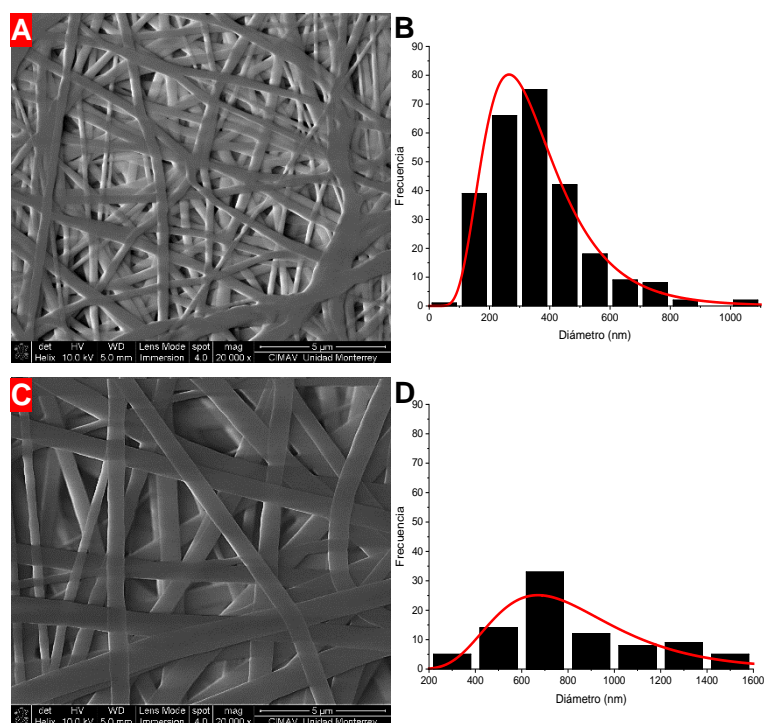 A
det HV WD Lens Mode spot mag 5 µm
Helix 10.0 kV 5.0 mm Immersion 4.0 20 000 x CIMAV Unidad Monterrey
B
90
80
70
60
50
40
30
20
10
0
Frecuencia
0 200 400 600 800 1000
Diámetro (nm)
C
det HV WD Lens Mode spot mag 5 µm
Helix 10.0 kV 5.0 mm Immersion 4.0 20 000 x CIMAV Unidad Monterrey
D
90
80
70
60
50
40
30
20
10
0
Frecuencia
200 400 600 800 1000 1200 1400 1600
Diámetro (nm)